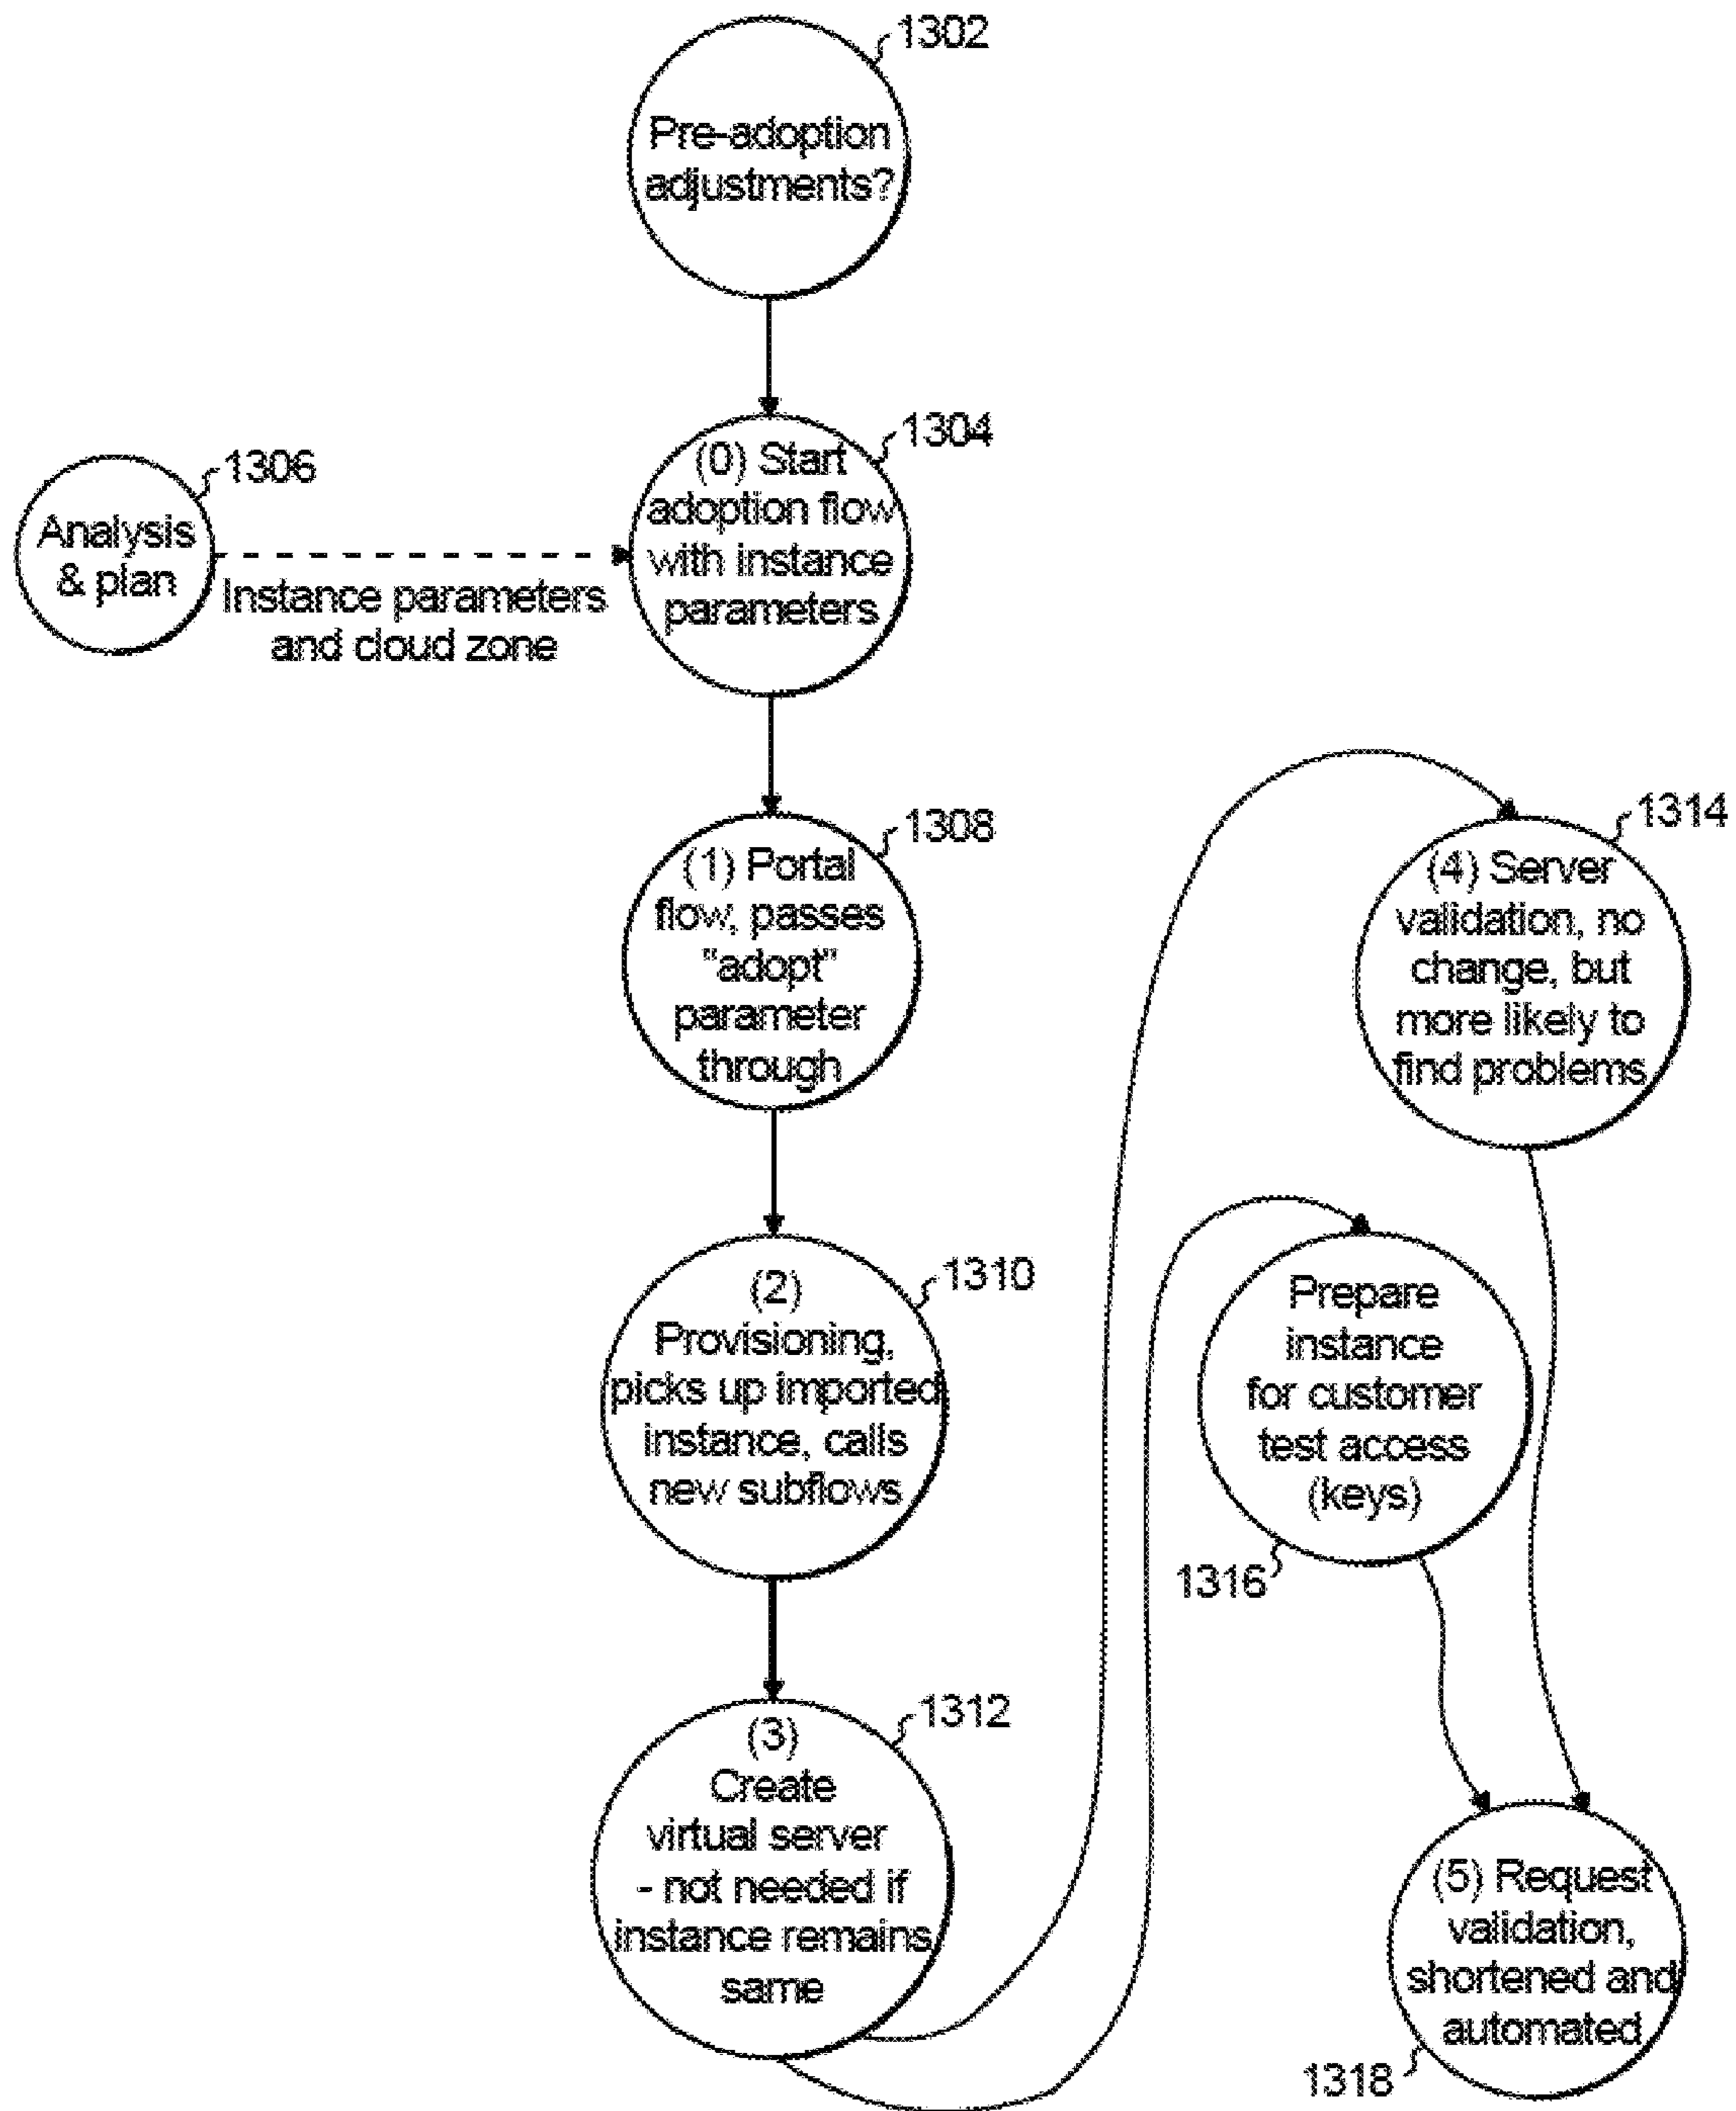 1302
Pre-adoption
adjustments?
1304
(0) Start
adoption flow
with instance
parameters
1306
Analysis
& plan
Instance parameters
and cloud zone
1308
(1) Portal
flow, passes
"adopt"
parameter
through
1310
(2)
Provisioning,
picks up imported
instance, calls
new subflows
1312
(3)
Create
virtual server
- not needed if
instance remains
same
1314
(4) Server
validation, no
change, but
more likely to
find problems
Prepare
instance
for customer
test access
(keys)
1316
(5) Request
validation,
shortened and
automated
1318